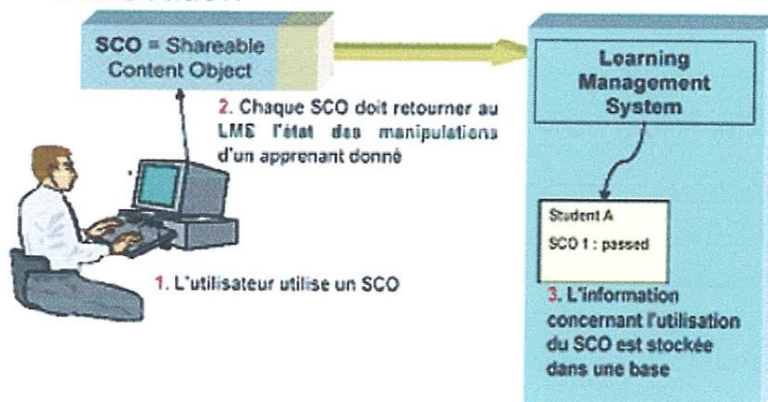 SCO = Shareable
Content Object
Learning
Management
System
2. Chaque SCO doit retourner au
LMS l'état des manipulations
d'un apprenant donné
Student A
SCO 1 : passed
1. L'utilisateur utilise un SCO
3. L'information
concernant l'utilisation
du SCO est stockée
dans une base